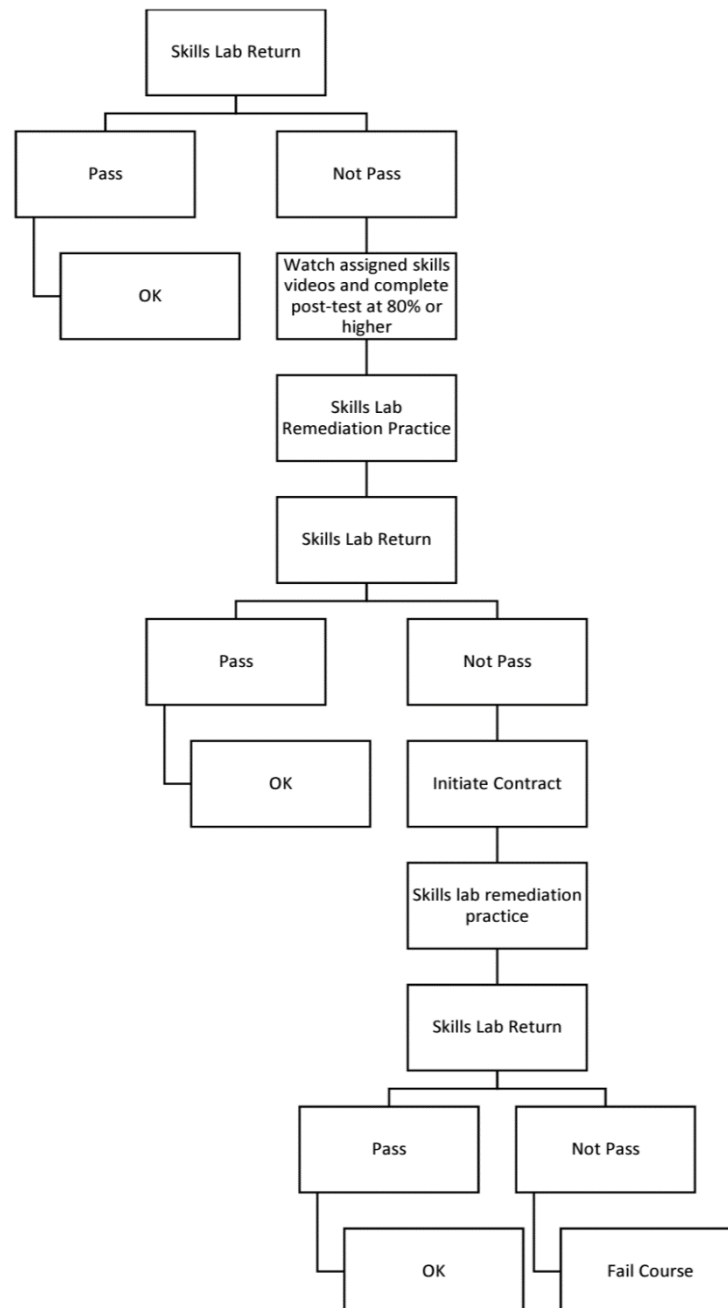 Skills Lab Return
Pass
Not Pass
OK
Watch assigned skills
videos and complete
post-test at 80% or
higher
Skills Lab
Remediation Practice
Skills Lab Return
Pass
Not Pass
OK
Initiate Contract
Skills lab remediation
practice
Skills Lab Return
Pass
Not Pass
OK
Fail Course